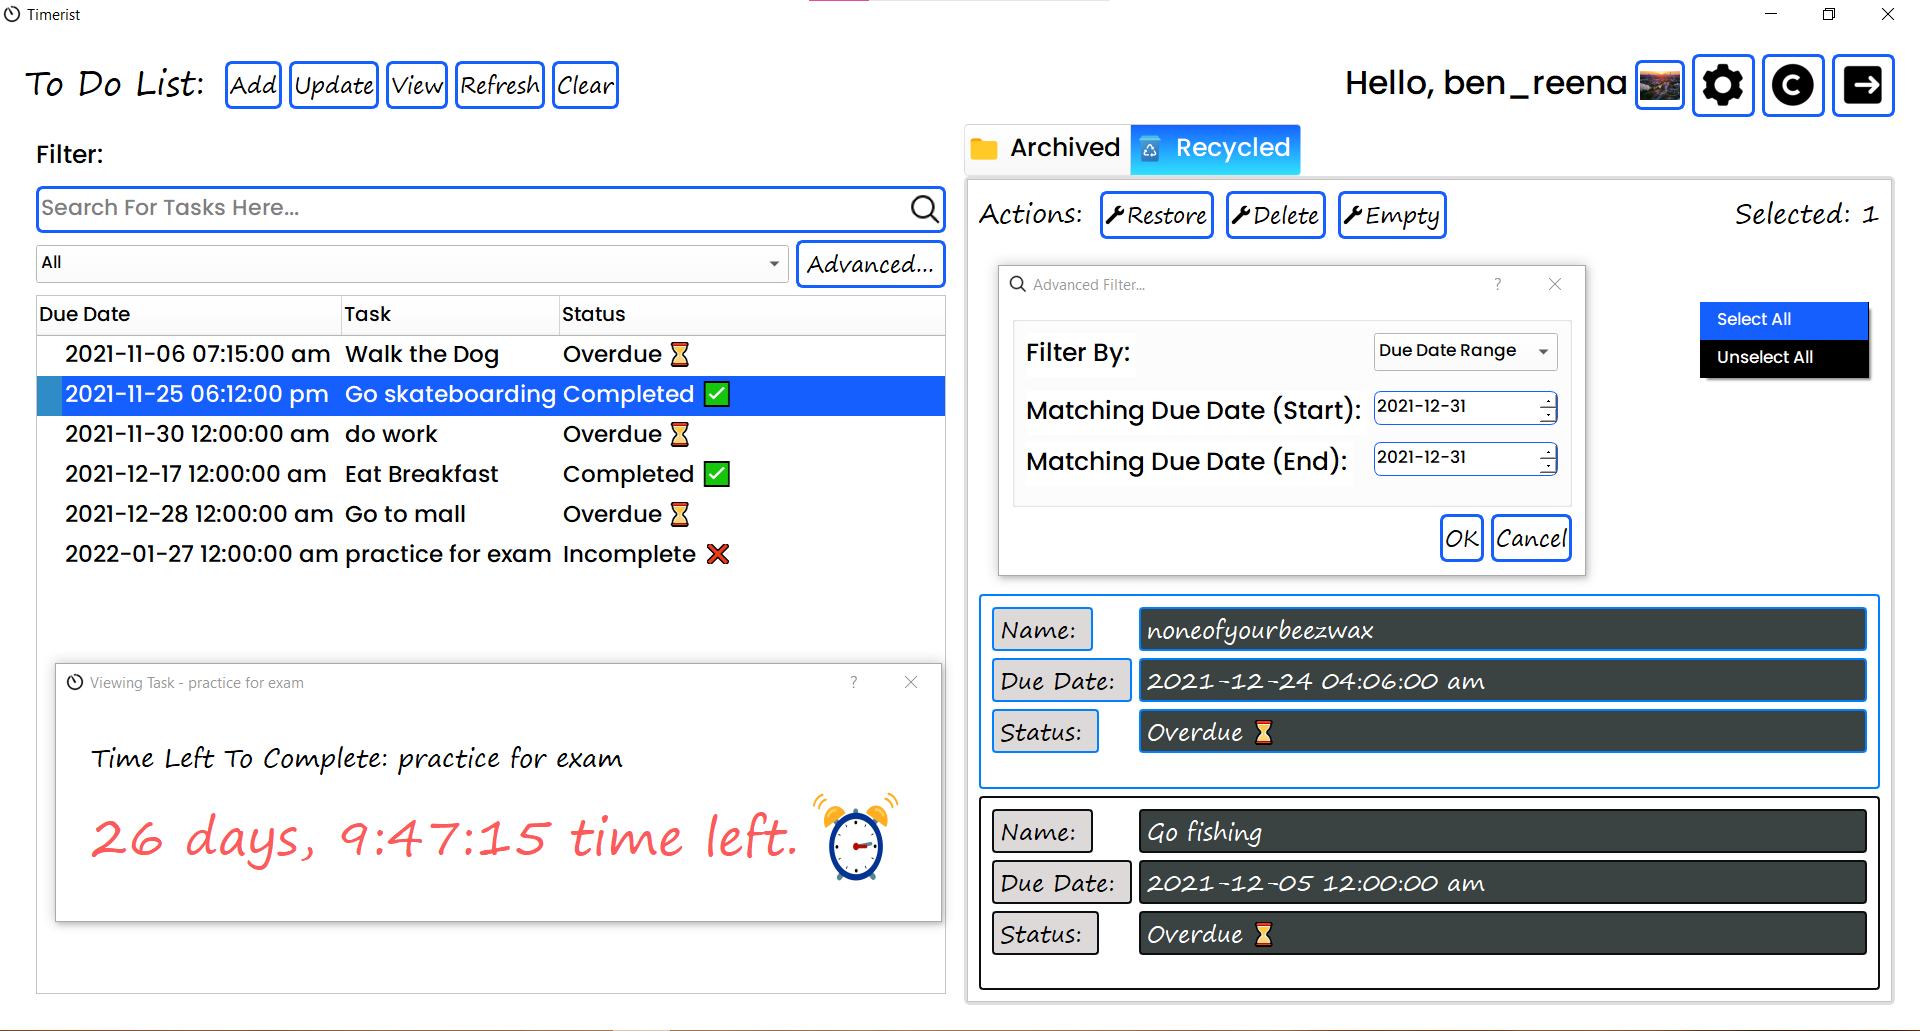 Timerist
To Do List: Add Update View Refresh Clear
Hello, ben_reena
Filter:
Search For Tasks Here...
All Advanced...
Due Date Task Status
2021-11-06 07:15:00 am Walk the Dog Overdue ⏳
2021-11-25 06:12:00 pm Go skateboarding Completed ✅
2021-11-30 12:00:00 am do work Overdue ⏳
2021-12-17 12:00:00 am Eat Breakfast Completed ✅
2021-12-28 12:00:00 am Go to mall Overdue ⏳
2022-01-27 12:00:00 am practice for exam Incomplete ❌
Viewing Task - practice for exam ?
Time Left To Complete: practice for exam
26 days, 9:47:15 time left.
Archived Recycled
Actions: Restore Delete Empty Selected: 1
Advanced Filter... ?
Filter By: Due Date Range
Matching Due Date (Start): 2021-12-31
Matching Due Date (End): 2021-12-31
OK Cancel
Select All
Unselect All
Name: noneofyourbeezwax
Due Date: 2021-12-24 04:06:00 am
Status: Overdue ⏳
Name: Go fishing
Due Date: 2021-12-05 12:00:00 am
Status: Overdue ⏳